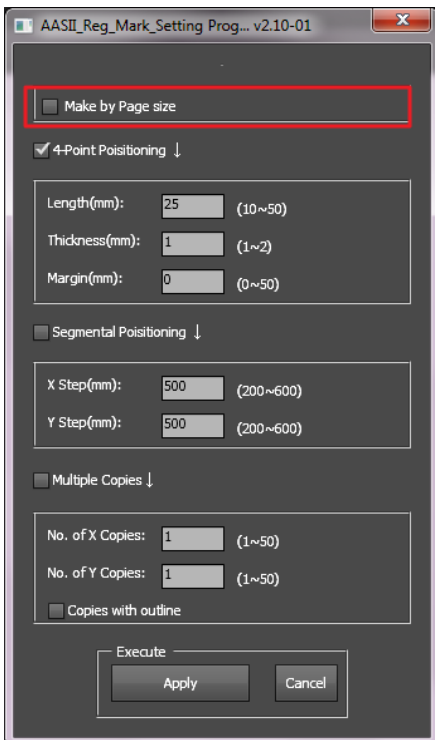 AASII_Reg_Mark_Setting Prog... v2.10-01
Make by Page size
4-Point Poisitioning ↓
Length(mm): 25 (10~50)
Thickness(mm): 1 (1~2)
Margin(mm): 0 (0~50)
Segmental Poisitioning ↓
X Step(mm): 500 (200~600)
Y Step(mm): 500 (200~600)
Multiple Copies ↓
No. of X Copies: 1 (1~50)
No. of Y Copies: 1 (1~50)
Copies with outline
Execute
Apply Cancel